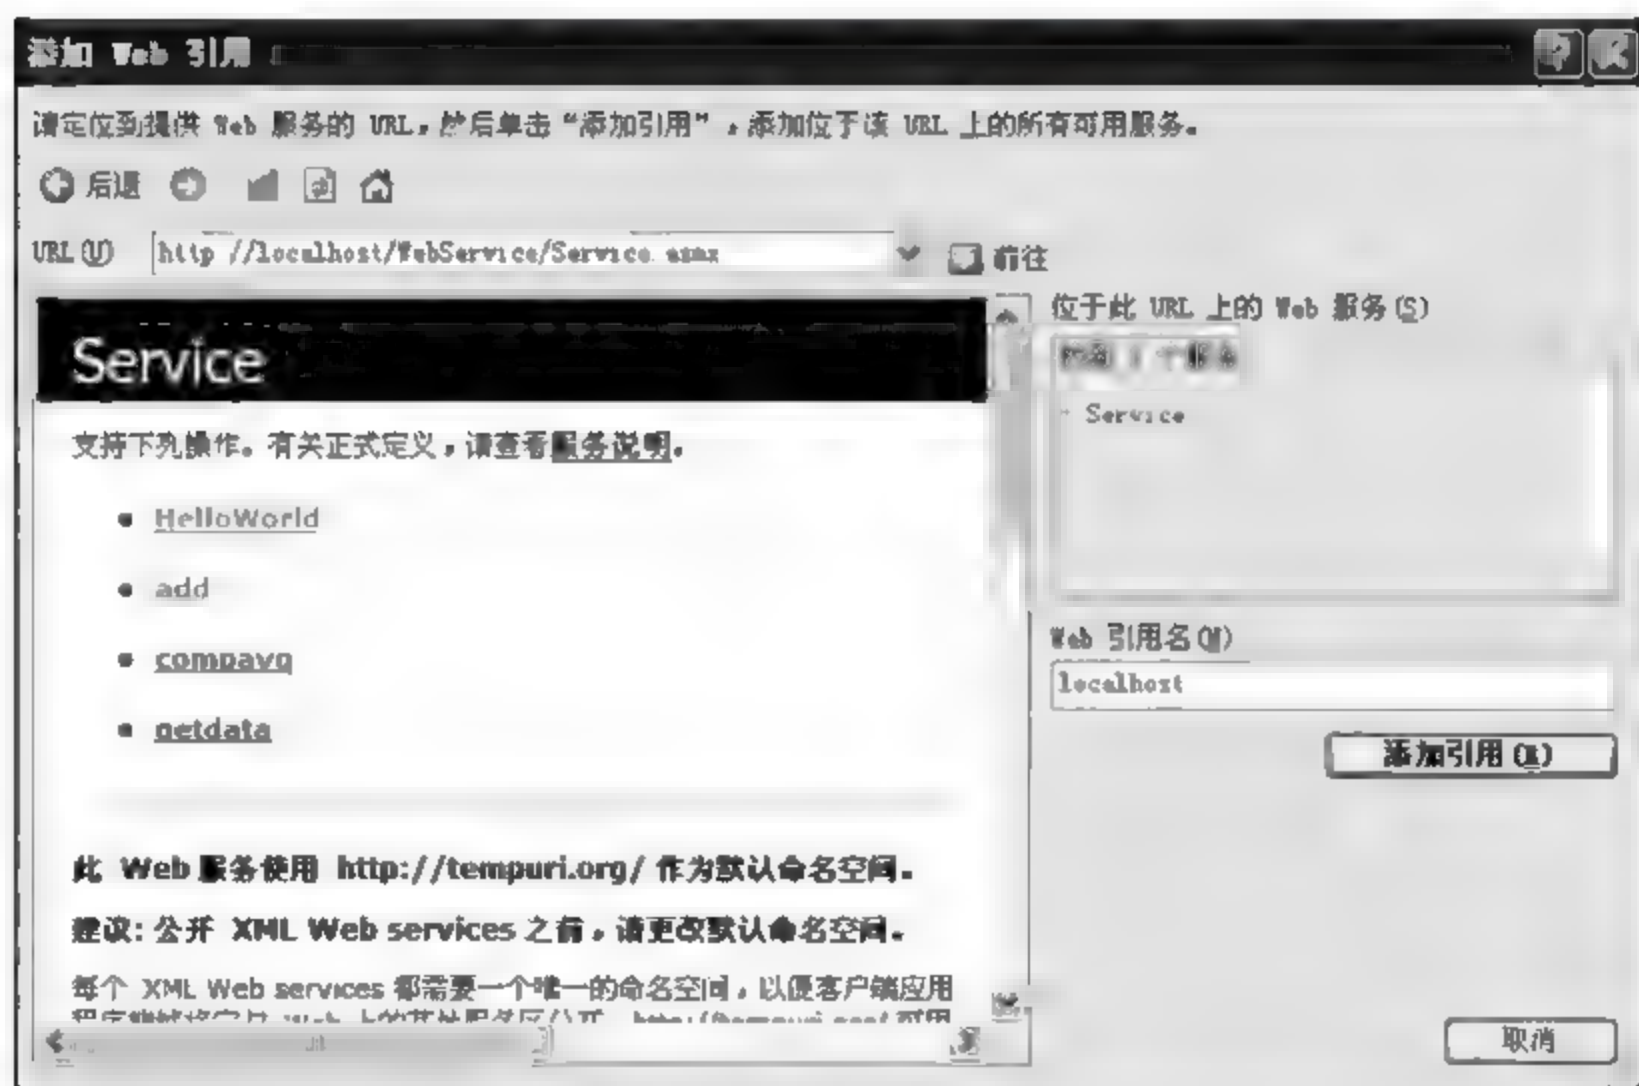 添加 Web 引用
请定位到提供 Web 服务的 URL，然后单击“添加引用”，添加位于该 URL 上的所有可用服务。
后退
URL(U) http //localhost/WebService/Service.asmx 前往
Service
支持下列操作。有关正式定义，请查看服务说明。
HelloWorld
add
compavg
getdata
此 Web 服务使用 http://tempuri.org/ 作为默认命名空间。
建议: 公开 XML Web services 之前，请更改默认命名空间。
每个 XML Web services 都需要一个唯一的命名空间，以便客户端应用
位于此 URL 上的 Web 服务(S)
Service
Web 引用名(N)
localhost
添加引用(R)
取消